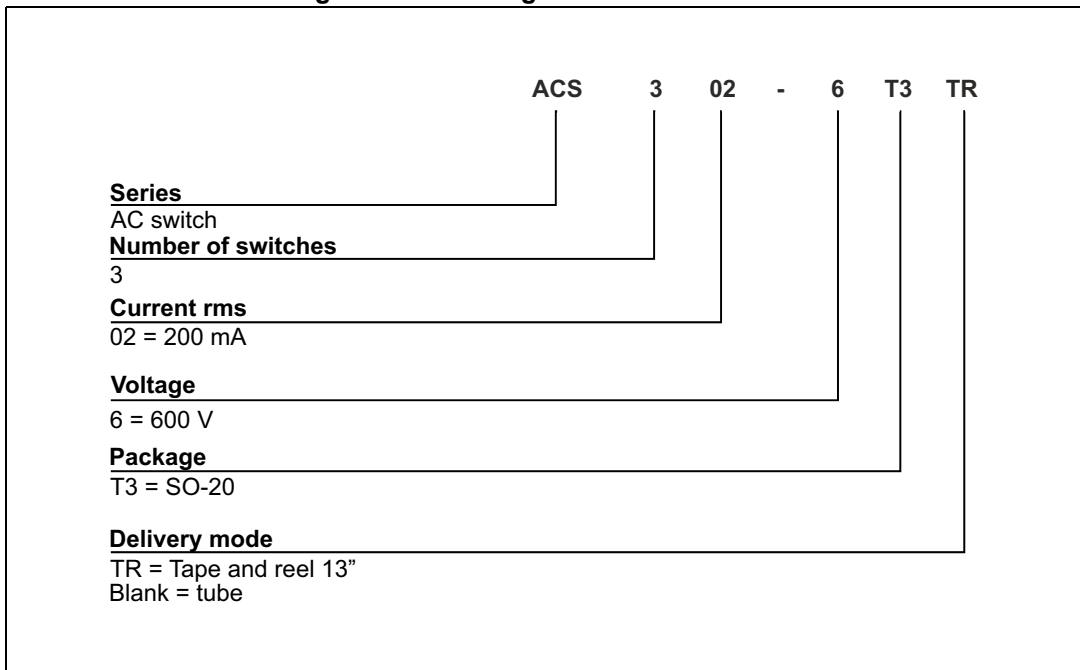 ACS 3 02 - 6 T3 TR
Series
AC switch
Number of switches
3
Current rms
02 = 200 mA
Voltage
6 = 600 V
Package
T3 = SO-20
Delivery mode
TR = Tape and reel 13”
Blank = tube